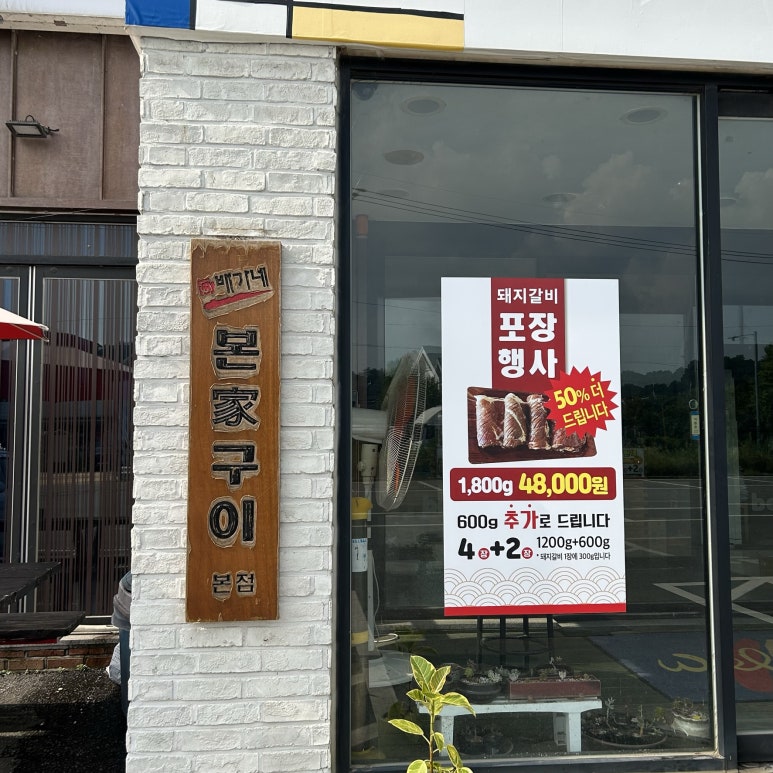 배가네
본家구이
본점
돼지갈비
포장
행사
50% 더
드립니다
1,800g 48,000원
600g 추가로 드립니다
4장+2장 1200g+600g
* 돼지갈비 1장에 300g입니다